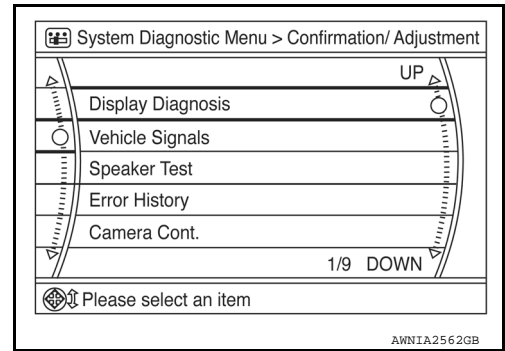 System Diagnostic Menu > Confirmation/ Adjustment
UP
Display Diagnosis
Vehicle Signals
Speaker Test
Error History
Camera Cont.
1/9 DOWN
Please select an item
AWNIA2562GB